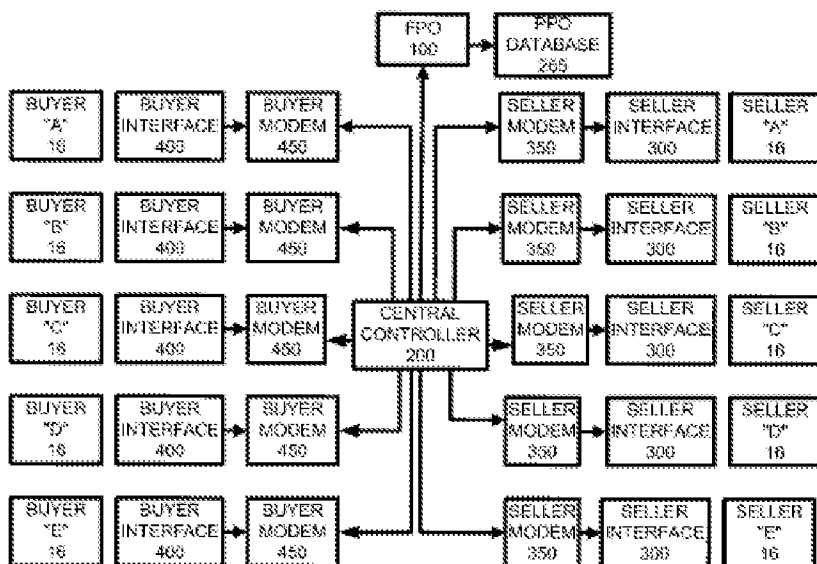 FPO
100
PPO
DATABASE
265
BUYER
"A"
16
BUYER
INTERFACE
400
BUYER
MODEM
450
SELLER
MODEM
350
SELLER
INTERFACE
300
SELLER
"A"
16
BUYER
"B"
16
BUYER
INTERFACE
400
BUYER
MODEM
450
SELLER
MODEM
350
SELLER
INTERFACE
300
SELLER
"B"
16
BUYER
"C"
16
BUYER
INTERFACE
400
BUYER
MODEM
450
CENTRAL
CONTROLLER
200
SELLER
MODEM
350
SELLER
INTERFACE
300
SELLER
"C"
16
BUYER
"D"
16
BUYER
INTERFACE
400
BUYER
MODEM
450
SELLER
MODEM
350
SELLER
INTERFACE
300
SELLER
"D"
16
BUYER
"E"
16
BUYER
INTERFACE
400
BUYER
MODEM
450
SELLER
MODEM
350
SELLER
INTERFACE
300
SELLER
"E"
16